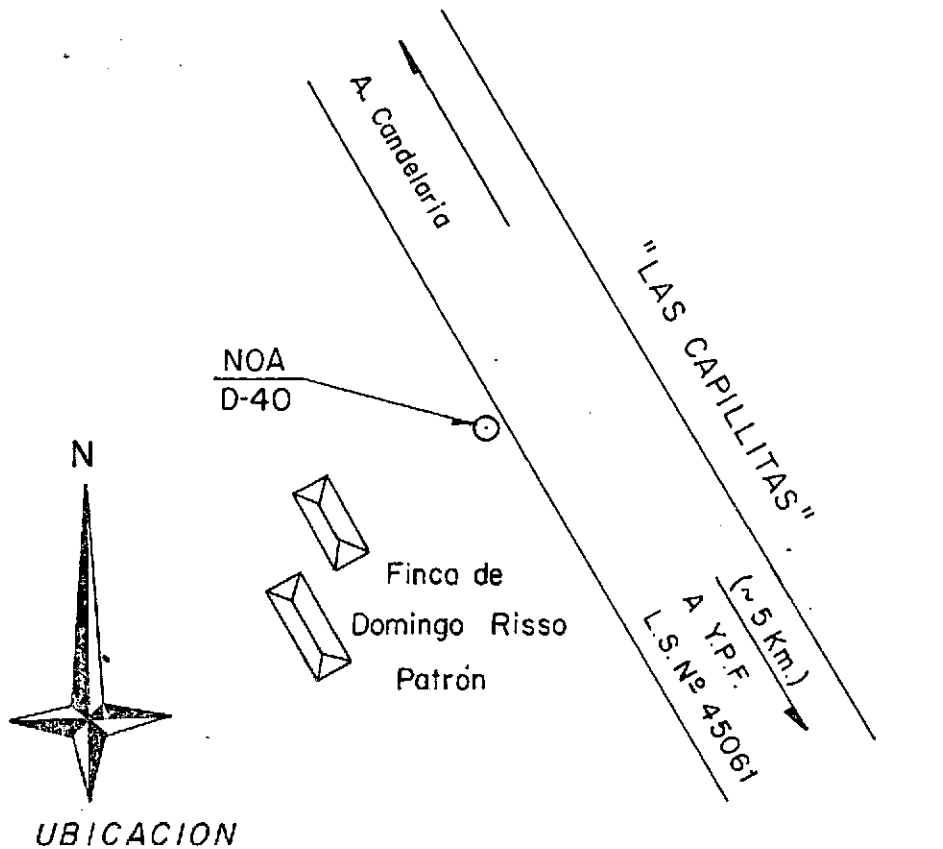 A. Candelaria
"LAS CAPILLITAS"
NOA
D-40
N
Finca de
Domingo Risso
Patrón
(~ 5 Km.)
A Y.P.F.
L.S. Nº 45061
UBICACION